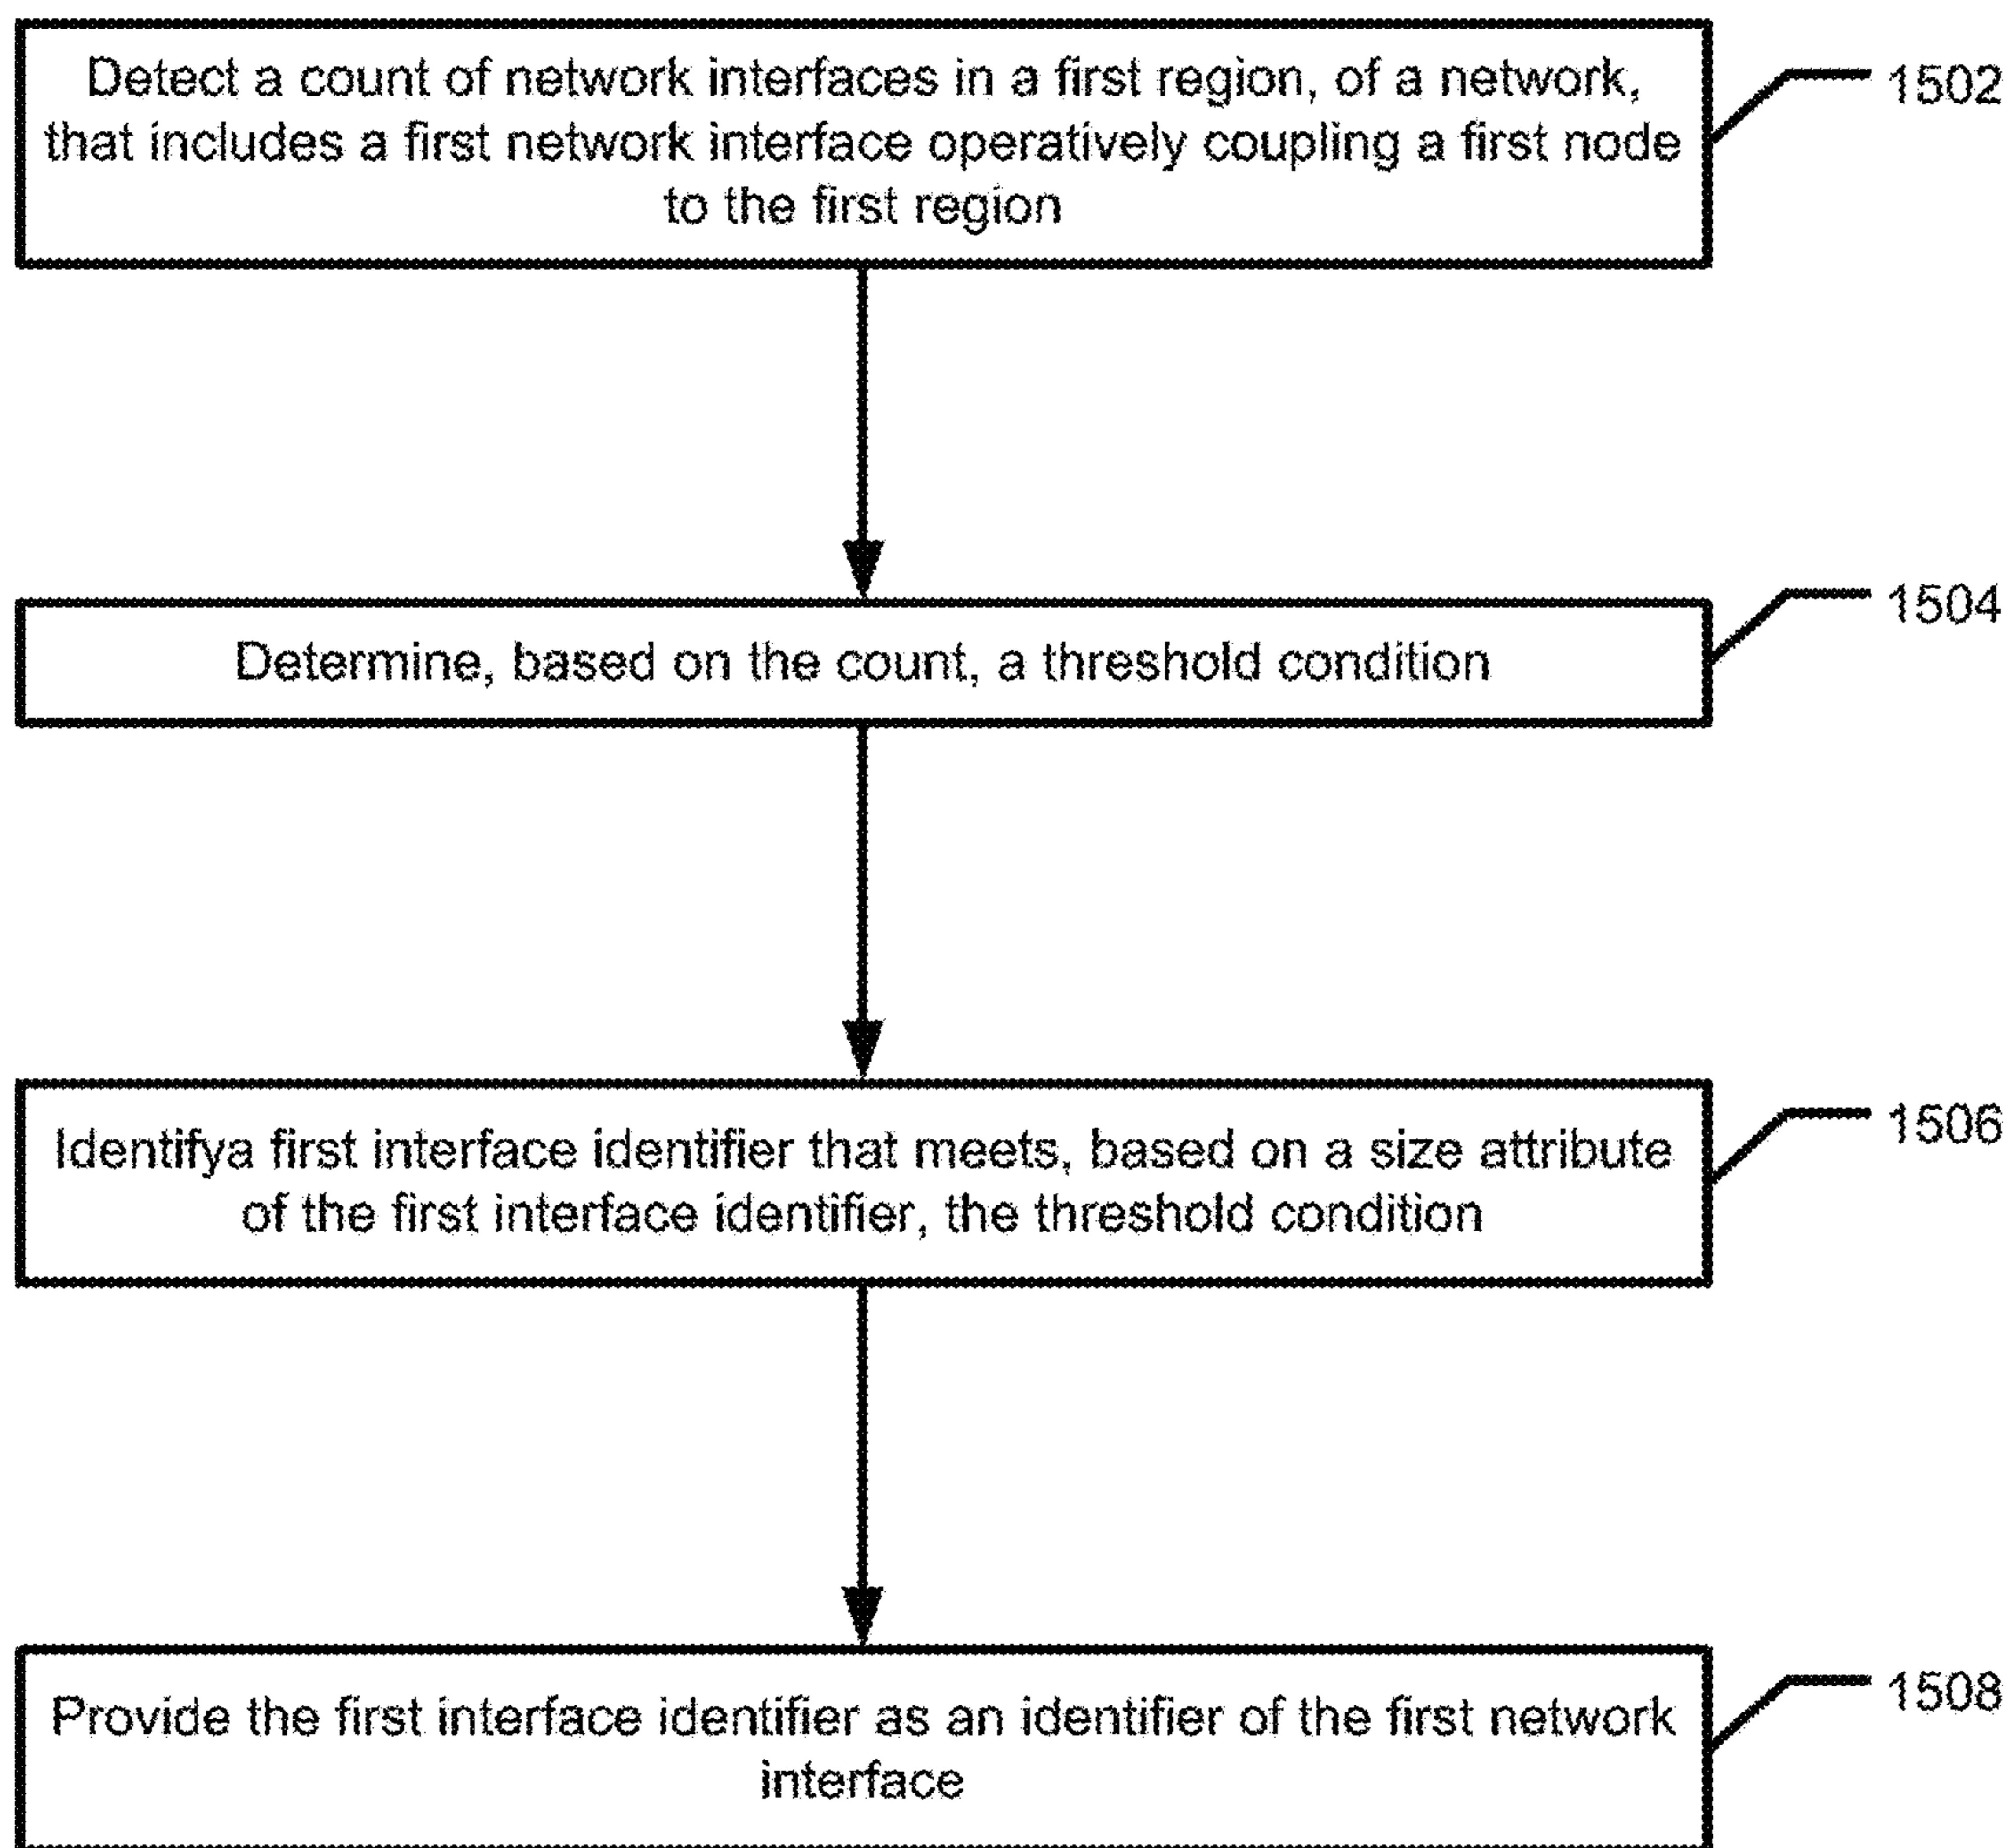 Detect a count of network interfaces in a first region, of a network,
that includes a first network interface operatively coupling a first node
to the first region
1502
Determine, based on the count, a threshold condition
1504
Identifya first interface identifier that meets, based on a size attribute
of the first interface identifier, the threshold condition
1506
Provide the first interface identifier as an identifier of the first network
interface
1508